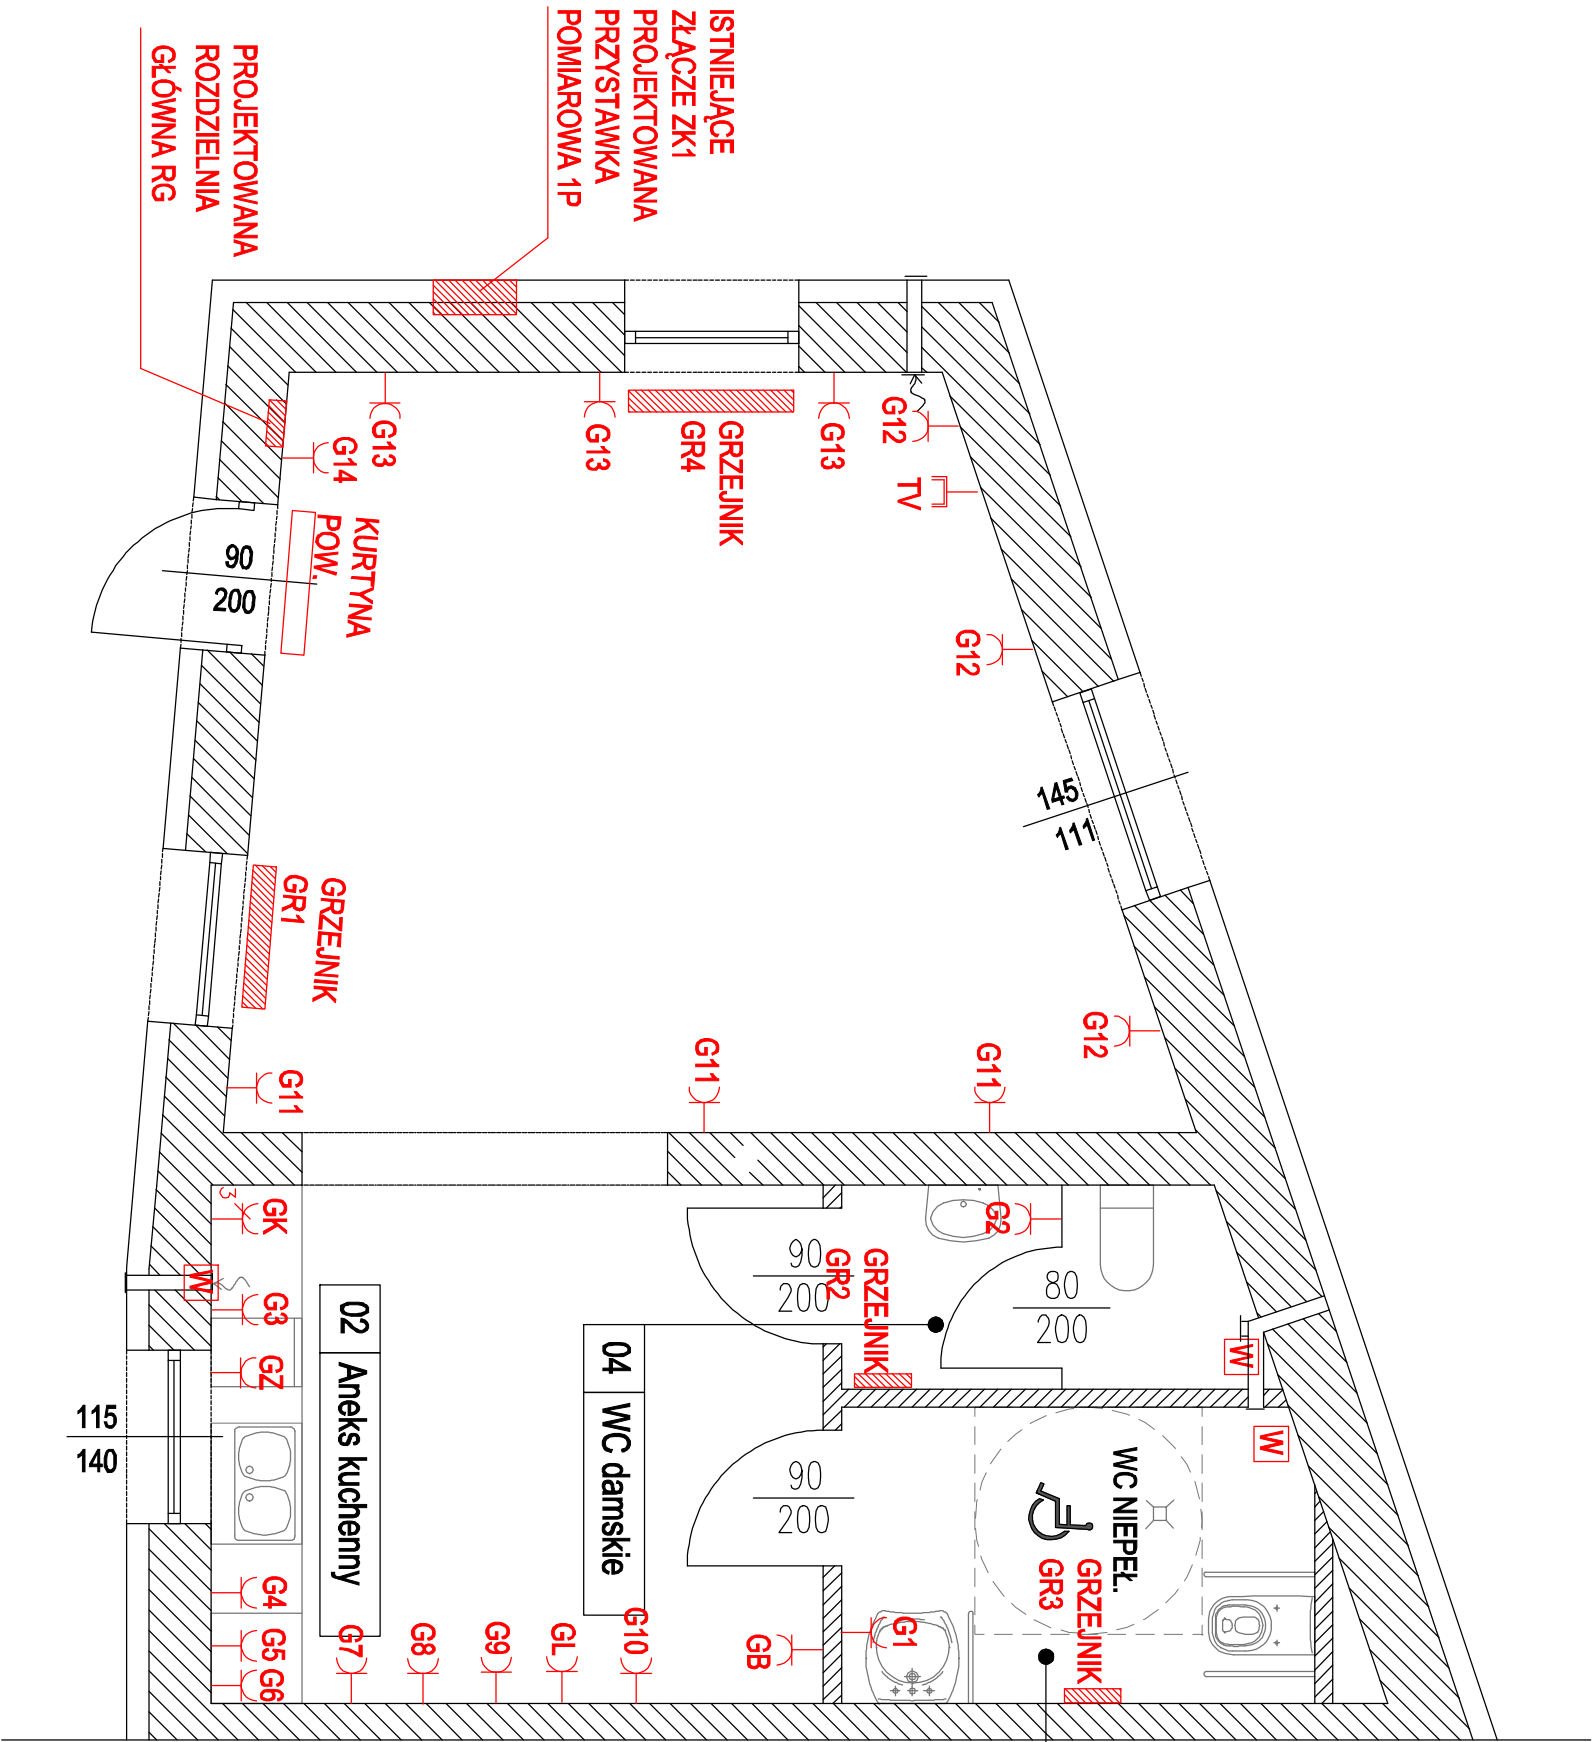 ISTNIEJĄCE
ZŁĄCZE ZK1
PROJEKTOWANA
PRZYSTAWKA
POMIAROWA 1P
PROJEKTOWANA
ROZDZIELNIA
GŁÓWNA RG
G13
G13
G13
G12
G14
GRZEJNIK
GR4
TV
KURTYNA
POW.
90
200
G12
145
111
GRZEJNIK
GR1
G12
G11
G11
G11
3
GK
G2
W
G3
GZ
90
200
GRZEJNIK
GR2
80
200
W
W
02
Aneks kuchenny
04
WC damskie
115
140
90
200
WC NIEPEŁ.
GRZEJNIK
GR3
G4
G5
G6
G7
G8
G9
GL
G10
GB
G1